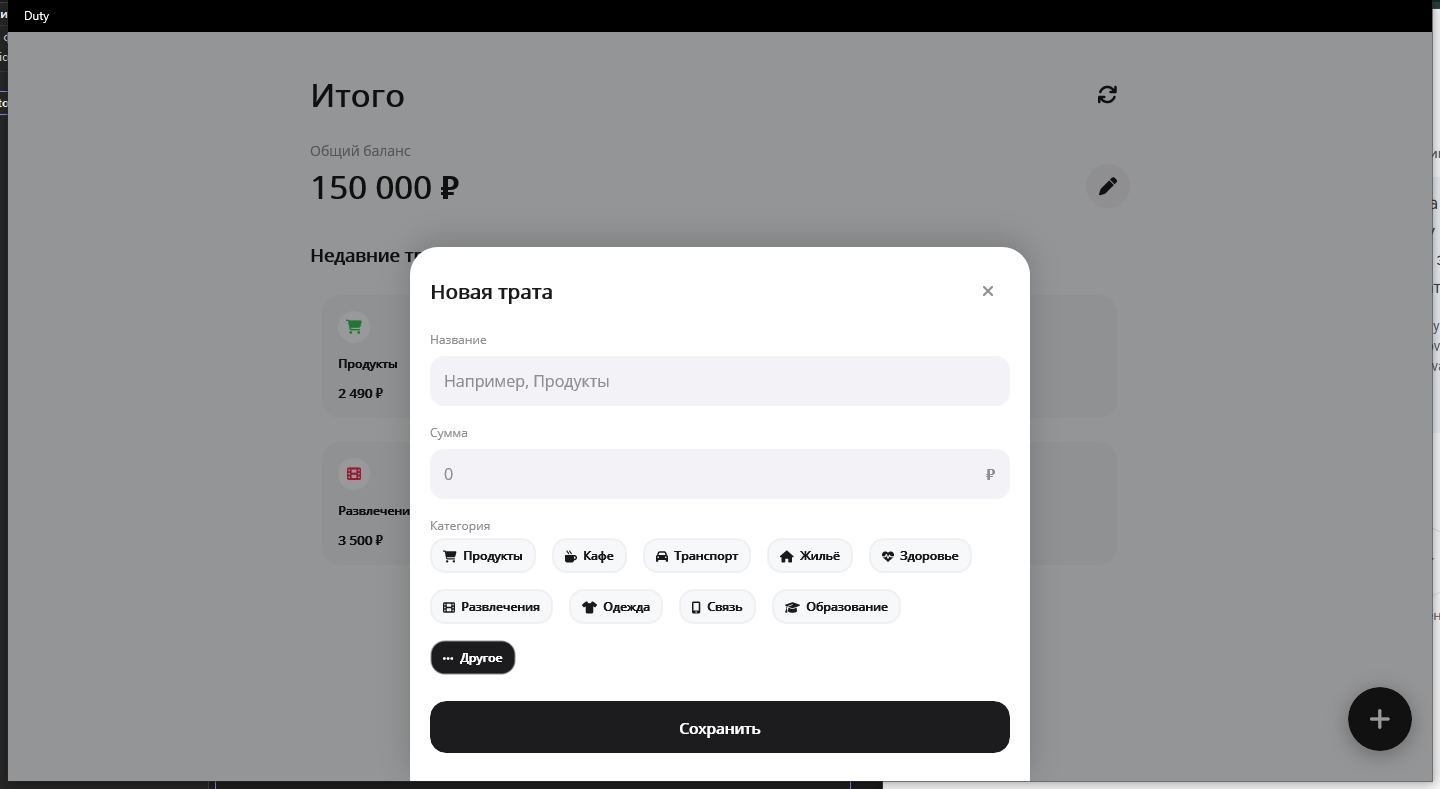 Duty
Итого
Общий баланс
150 000 ₽
Недавние
Продукты
2 490 ₽
3 500 ₽
Новая трата
Название
Например, Продукты
Сумма
0 ₽
Категория
Продукты Кафе Транспорт Жильё Здоровье
Развлечения Одежда Связь Образование
Другое
Сохранить